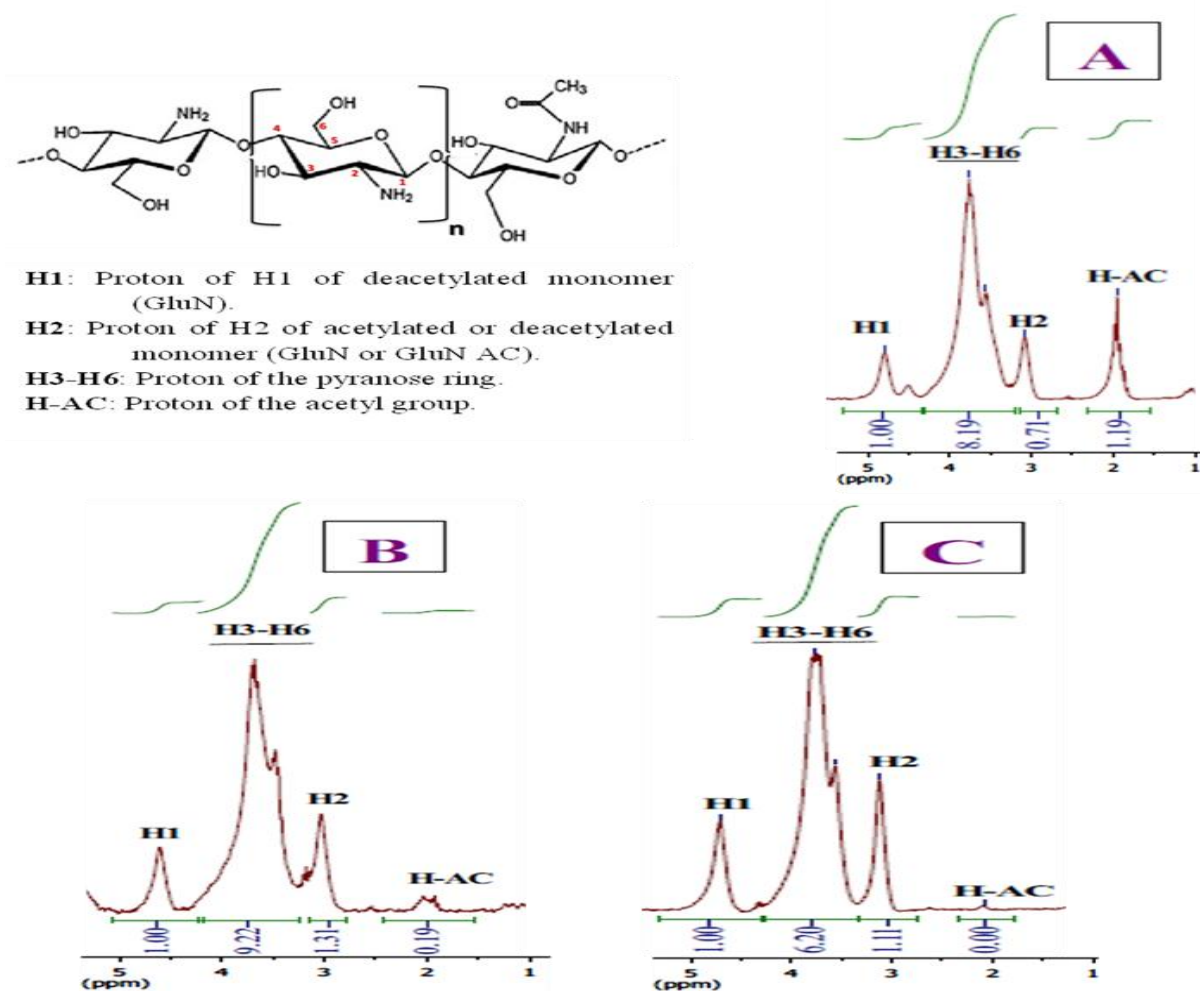 NH₂
HO
O
O
OH
O
OH
6
4
5
O
HO
3
2
1
NH₂
O
n
O
CH₃
NH
HO
O
O
OH
H1: Proton of H1 of deacetylated monomer
(GluN).
H2: Proton of H2 of acetylated or deacetylated
monomer (GluN or GluN AC).
H3-H6: Proton of the pyranose ring.
H-AC: Proton of the acetyl group.
A
H3-H6
H-AC
H1
H2
1.00
8.19
0.71
1.19
5 4 3 2 1
(ppm)
B
H3-H6
H2
H1
H-AC
1.00
9.22
1.31
0.19
5 4 3 2 1
(ppm)
C
H3-H6
H2
H1
H-AC
1.00
6.20
1.11
0.00
5 4 3 2 1
(ppm)